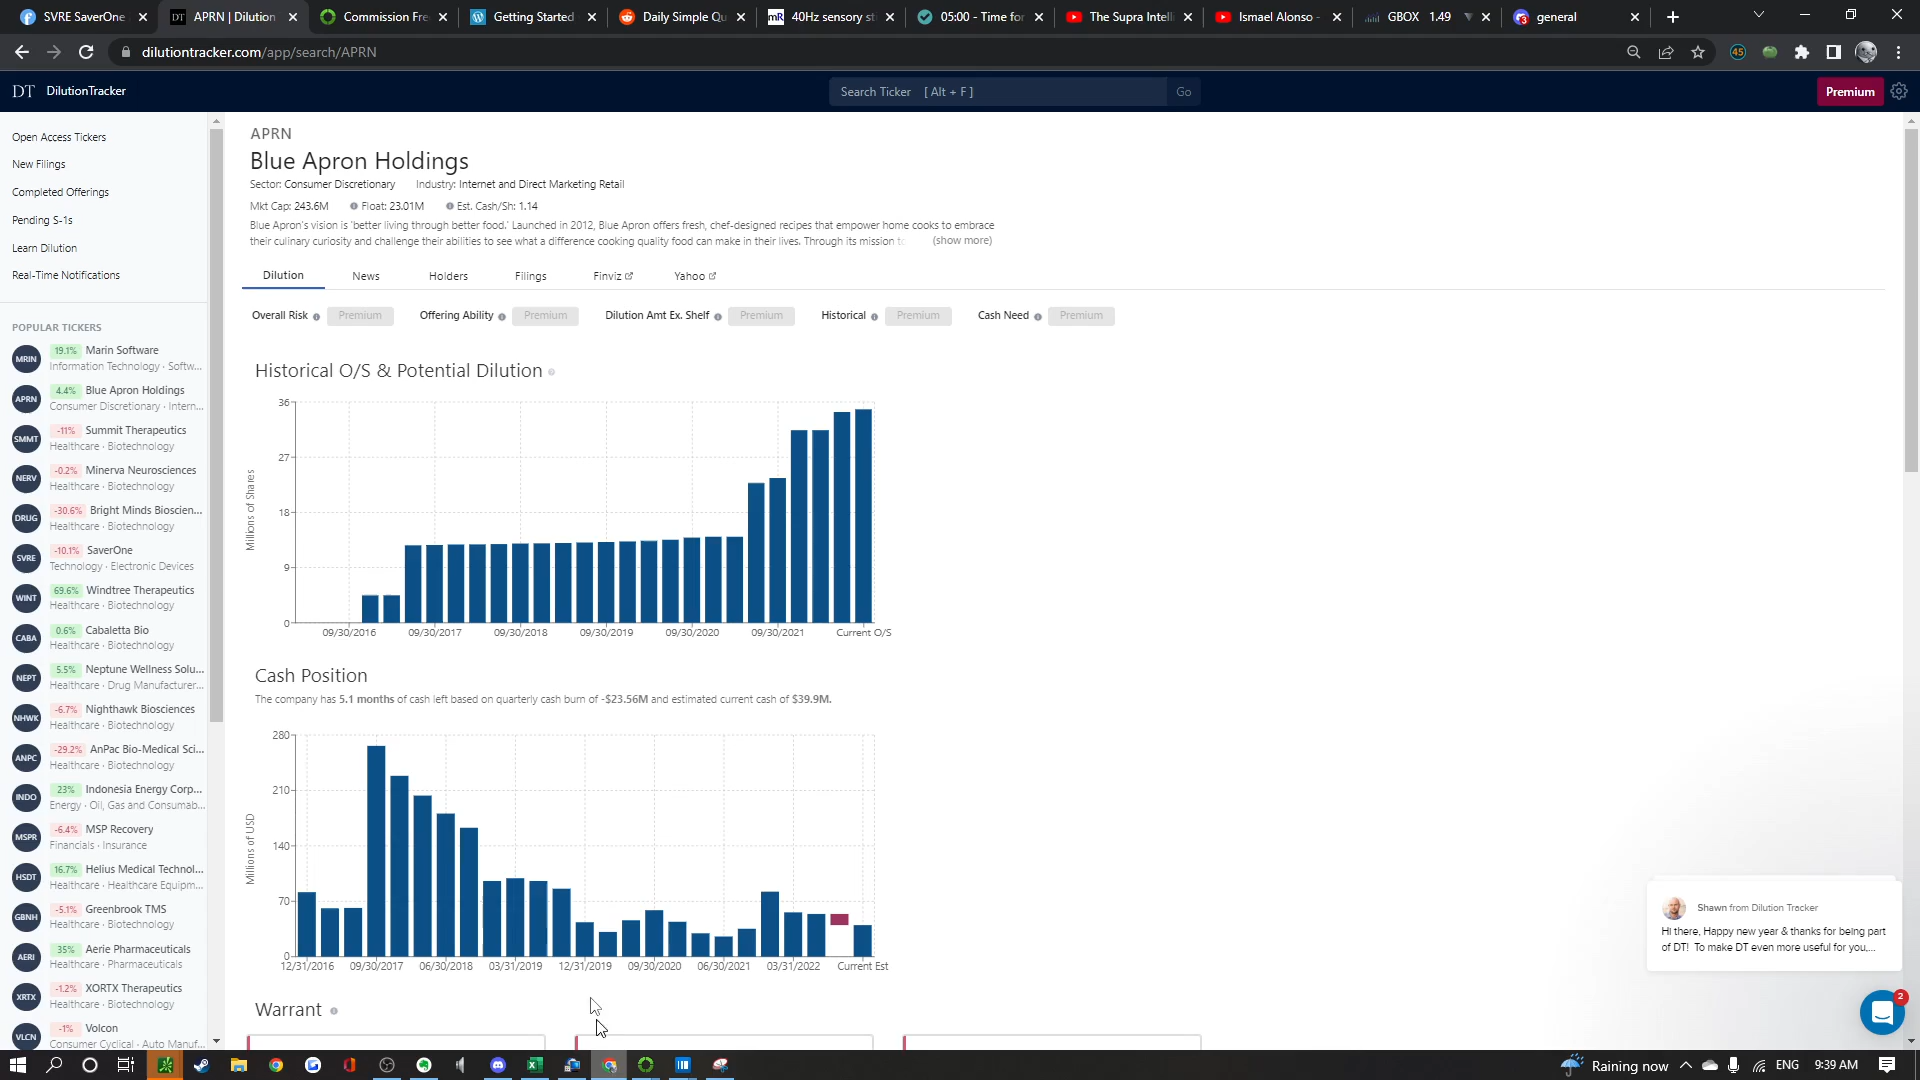 SVRE SaverOne
APRN | Dilution
Commission Fre
Getting Started
Daily Simple Qu
40Hz sensory st
05:00 - Time for
The Supra Intelli
Ismael Alonso -
GBOX 1.49
general
dilutiontracker.com/app/search/APRN
45
DT DilutionTracker
Search Ticker [ Alt + F ]
Go
Premium
Open Access Tickers
New Filings
Completed Offerings
Pending S-1s
Learn Dilution
Real-Time Notifications
POPULAR TICKERS
MRIN 19.1% Marin Software
Information Technology · Softw...
APRN 4.4% Blue Apron Holdings
Consumer Discretionary · Intern...
SMMT -11% Summit Therapeutics
Healthcare · Biotechnology
NERV -0.2% Minerva Neurosciences
Healthcare · Biotechnology
DRUG -30.6% Bright Minds Bioscien...
Healthcare · Biotechnology
SVRE -10.1% SaverOne
Technology · Electronic Devices
WINT 69.6% Windtree Therapeutics
Healthcare · Biotechnology
CABA 0.6% Cabaletta Bio
Healthcare · Biotechnology
NEPT 5.5% Neptune Wellness Solu...
Healthcare · Drug Manufacturer...
NHWK -6.7% Nighthawk Biosciences
Healthcare · Biotechnology
ANPC -29.2% AnPac Bio-Medical Sci...
Healthcare · Biotechnology
INDO 23% Indonesia Energy Corp...
Energy · Oil, Gas and Consumab...
MSPR -6.4% MSP Recovery
Financials · Insurance
HSDT 16.7% Helius Medical Technol...
Healthcare · Healthcare Equipm...
GBNH -5.1% Greenbrook TMS
Healthcare · Biotechnology
AERI 35% Aerie Pharmaceuticals
Healthcare · Pharmaceuticals
XRTX -1.2% XORTX Therapeutics
Healthcare · Biotechnology
VLCN -1% Volcon
Consumer Cyclical · Auto Manuf...
APRN
Blue Apron Holdings
Sector: Consumer Discretionary Industry: Internet and Direct Marketing Retail
Mkt Cap: 243.6M Float: 23.01M Est. Cash/Sh: 1.14
Blue Apron's vision is 'better living through better food.' Launched in 2012, Blue Apron offers fresh, chef-designed recipes that empower home cooks to embrace
their culinary curiosity and challenge their abilities to see what a difference cooking quality food can make in their lives. Through its mission to (show more)
Dilution News Holders Filings Finviz Yahoo
Overall Risk Premium Offering Ability Premium Dilution Amt Ex. Shelf Premium Historical Premium Cash Need Premium
Historical O/S & Potential Dilution
Millions of Shares
36
27
18
9
0
09/30/2016 09/30/2017 09/30/2018 09/30/2019 09/30/2020 09/30/2021 Current O/S
Cash Position
The company has 5.1 months of cash left based on quarterly cash burn of -$23.56M and estimated current cash of $39.9M.
Millions of USD
280
210
140
70
0
12/31/2016 09/30/2017 06/30/2018 03/31/2019 12/31/2019 09/30/2020 06/30/2021 03/31/2022 Current Est
Warrant
Shawn from Dilution Tracker
Hi there, Happy new year & thanks for being part
of DT! To make DT even more useful for you,...
2
Raining now
ENG
9:39 AM